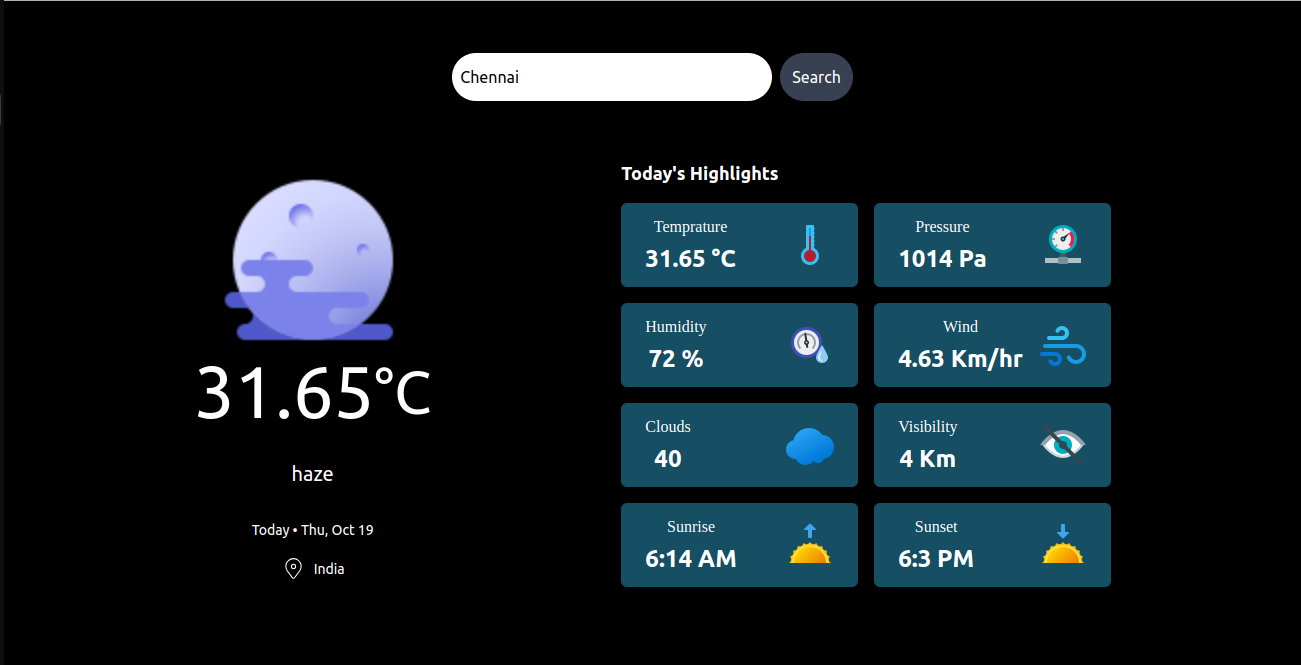 Chennai
Search
31.65°C
haze
Today • Thu, Oct 19
India
Today's Highlights
Temprature
31.65 °C
Pressure
1014 Pa
Humidity
72 %
Wind
4.63 Km/hr
Clouds
40
Visibility
4 Km
Sunrise
6:14 AM
Sunset
6:3 PM